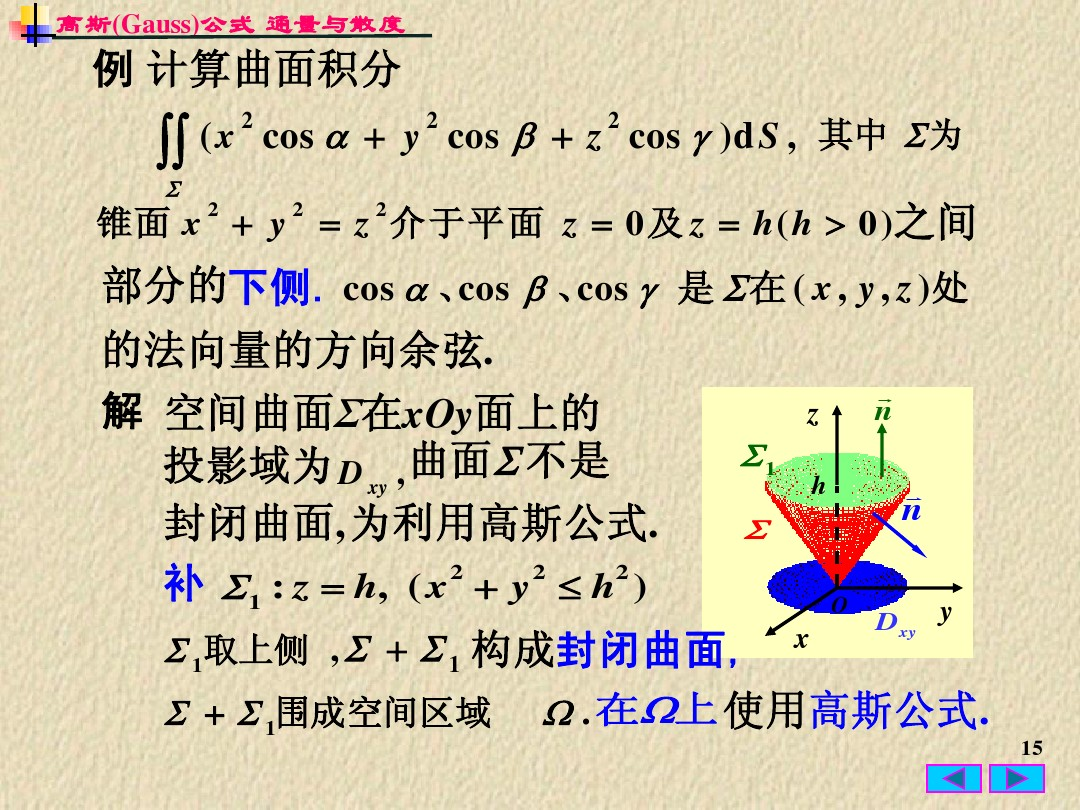 高斯(Gauss)公式 通量与散度
例 计算曲面积分
∬_Σ (x² cos α + y² cos β + z² cos γ)dS, 其中 Σ为
锥面 x² + y² = z² 介于平面 z = 0 及 z = h(h > 0)之间
部分的下侧. cos α、cos β、cos γ 是 Σ在 (x, y, z)处
的法向量的方向余弦.
解 空间曲面Σ在xOy面上的
投影域为 D_xy , 曲面Σ不是
封闭曲面,为利用高斯公式.
补 Σ₁ : z = h, (x² + y² ≤ h²)
Σ₁取上侧 , Σ + Σ₁ 构成封闭曲面,
Σ + Σ₁围成空间区域 Ω . 在Ω上使用高斯公式.
z
n⃗
Σ₁
h
n⃗
Σ
O
D_xy
y
x
15